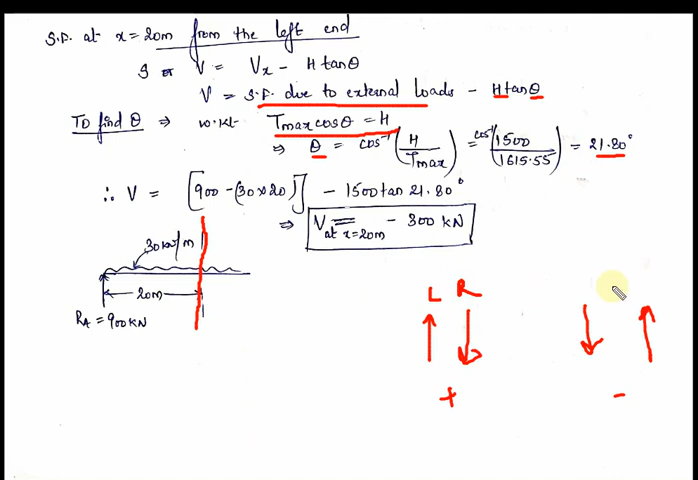 S.F. at x = 20m from the left end
S or V = Vx - H tanθ
V = S.F due to external loads - H tanθ
TO find θ ⇒ W.K.t Tmax cosθ = H
⇒ θ = cos⁻¹(H/Tmax) = cos⁻¹(1500/1615.55) = 21.80°
∴ V = [900 - (30×20)] - 1500 tan 21.80°
⇒ V at x=20m = - 300 KN
30 KN/m
20m
RA = 900 KN
L R
+ -